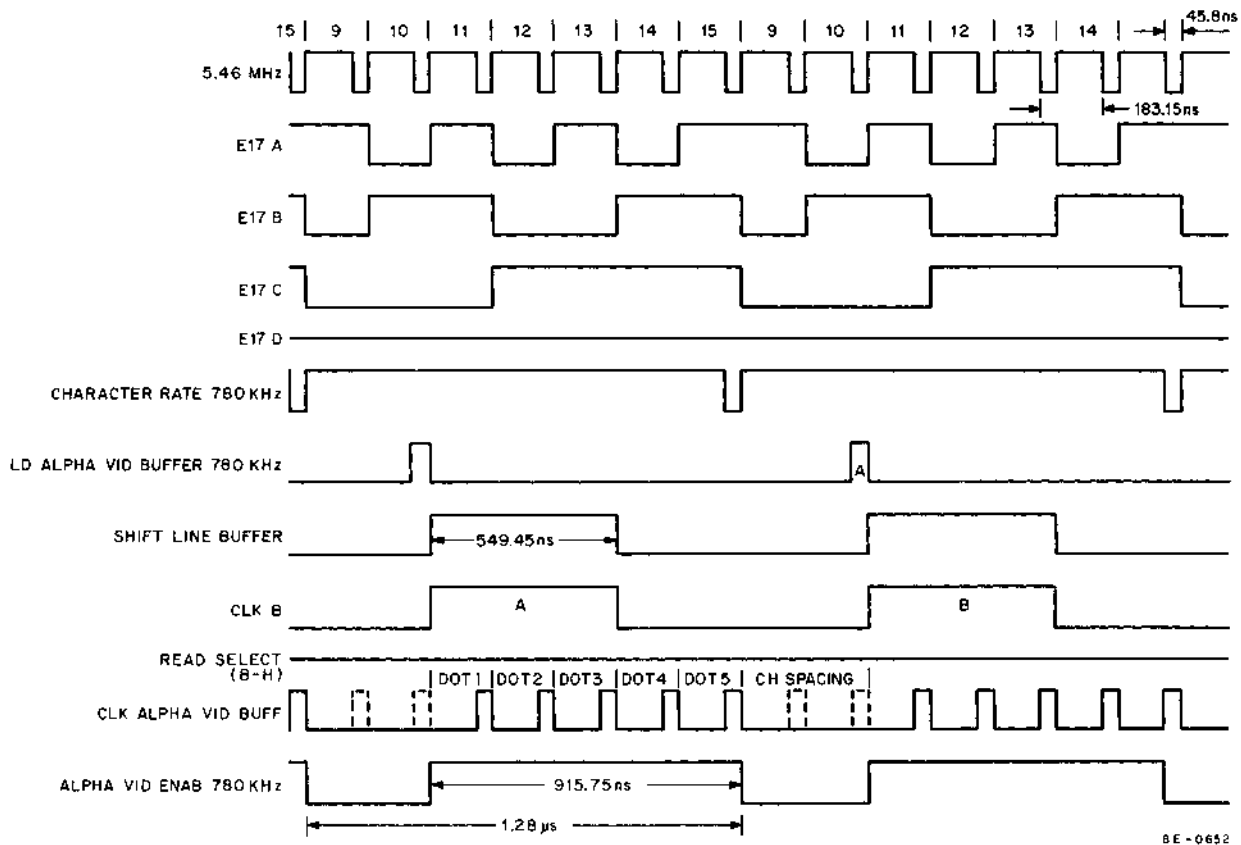 15 | 9 | 10 | 11 | 12 | 13 | 14 | 15 | 9 | 10 | 11 | 12 | 13 | 14 |
45.8ns
5.46 MHz
183.15ns
E17 A
E17 B
E17 C
E17 D
CHARACTER RATE 780 KHz
LD ALPHA VID BUFFER 780 KHz
A
SHIFT LINE BUFFER
549.45ns
CLK B
A
B
READ SELECT
(B-H)
DOT 1 DOT 2 DOT 3 DOT 4 DOT 5 CH SPACING
CLK ALPHA VID BUFF
ALPHA VID ENAB 780 KHz
915.75ns
1.28 µs
8E-0652